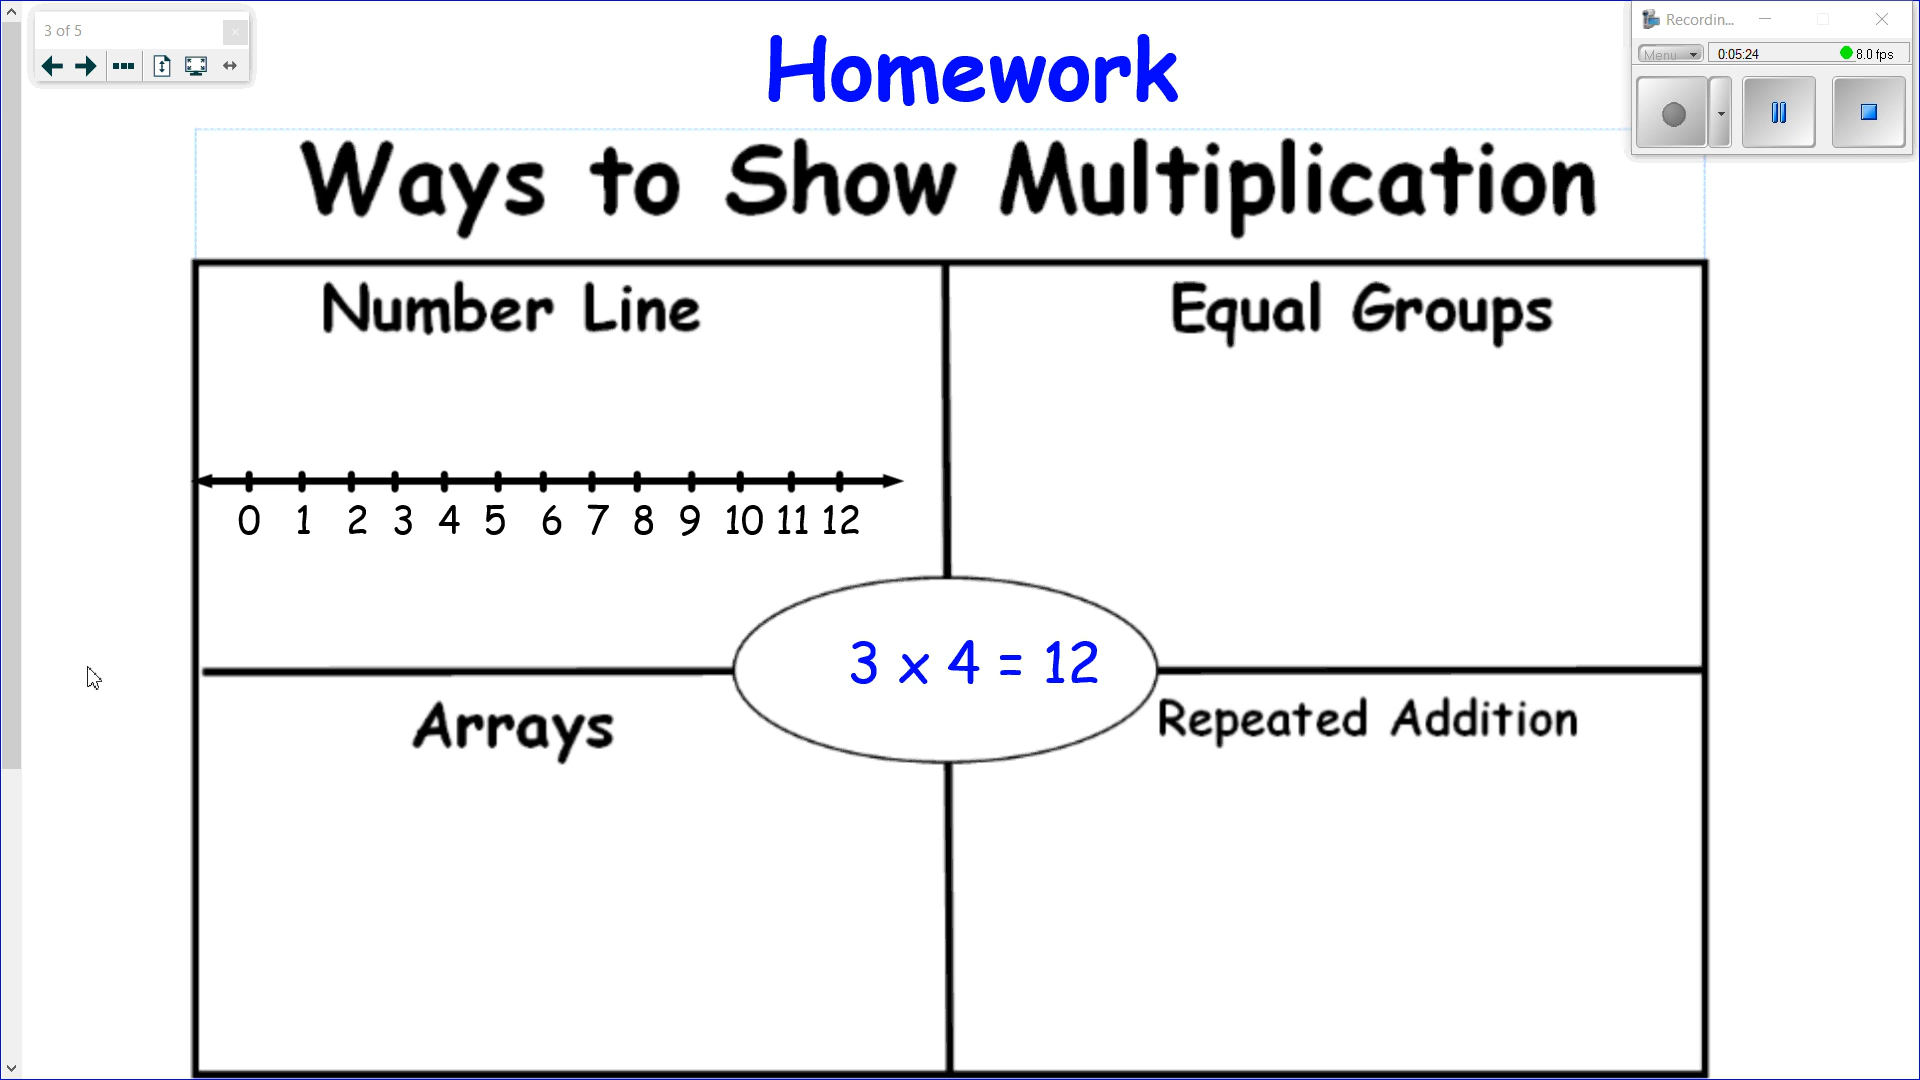 3 of 5
Recordin...
Menu
0:05:24
8.0 fps
Homework
Ways to Show Multiplication
Number Line
Equal Groups
0 1 2 3 4 5 6 7 8 9 10 11 12
3 x 4 = 12
Arrays
Repeated Addition